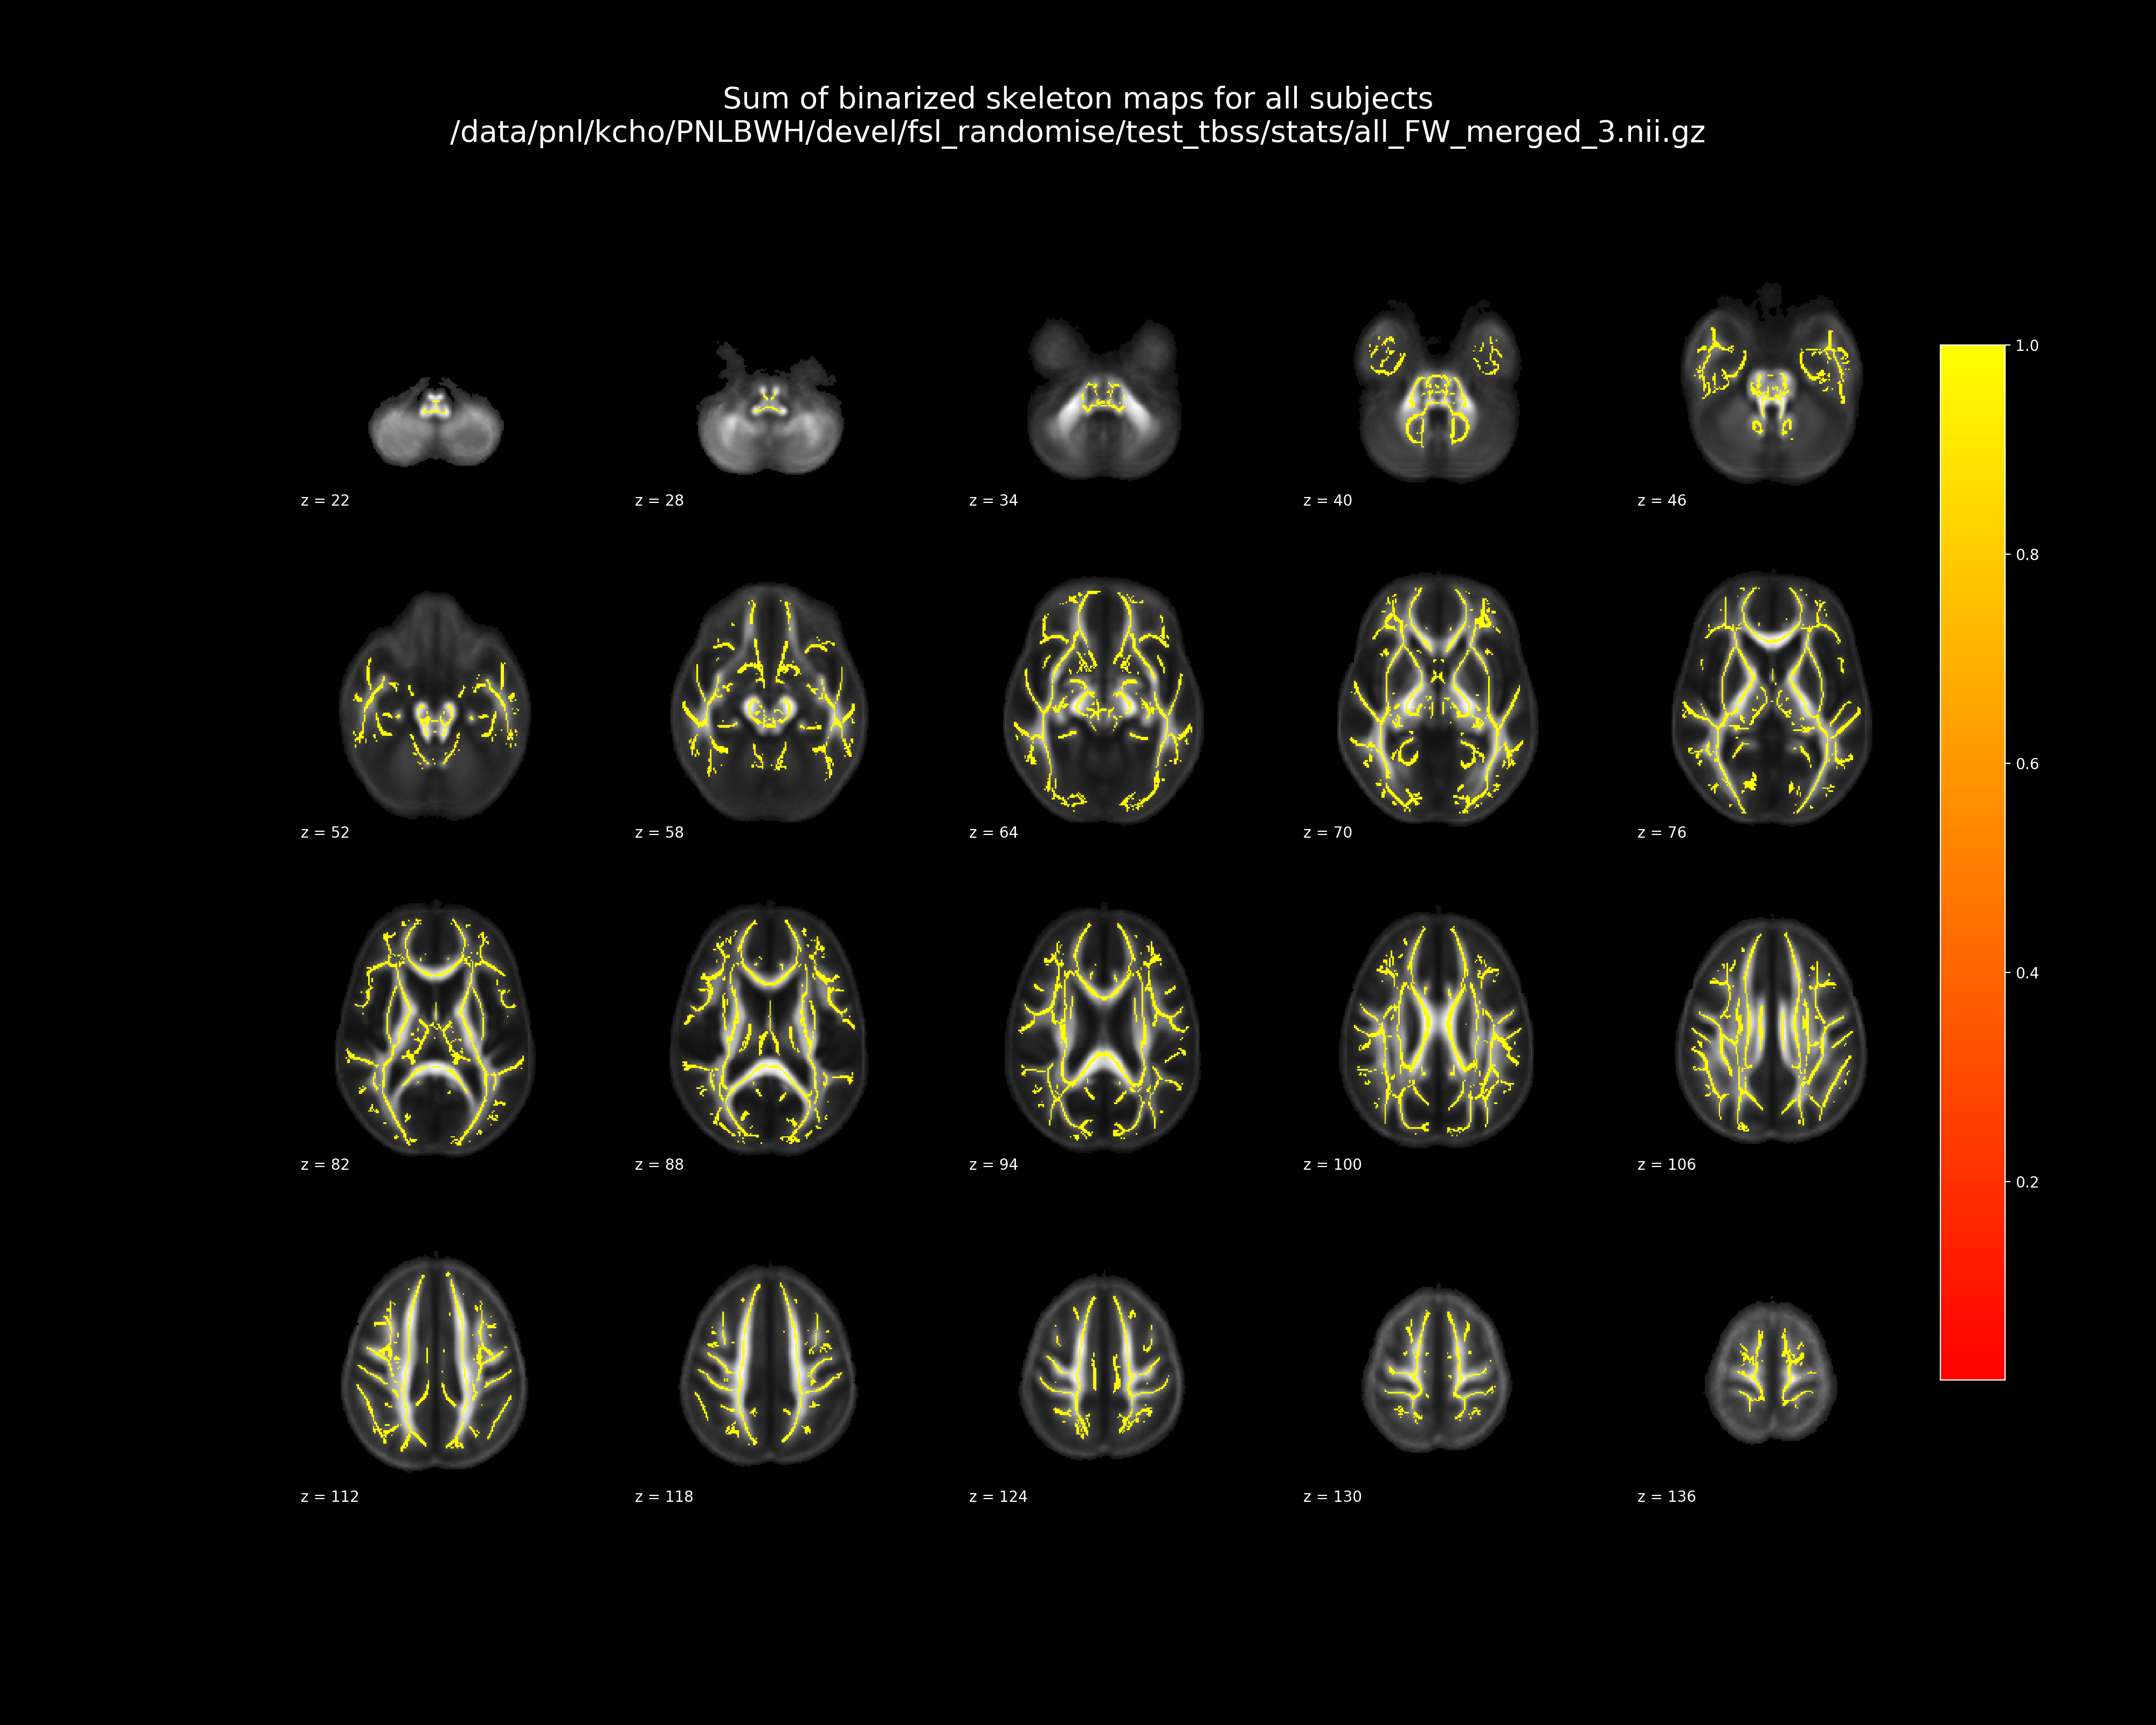 Sum of binarized skeleton maps for all subjects
/data/pnl/kcho/PNLBWH/devel/fsl_randomise/test_tbss/stats/all_FW_merged_3.nii.gz
z = 22
z = 28
z = 34
z = 40
z = 46
z = 52
z = 58
z = 64
z = 70
z = 76
z = 82
z = 88
z = 94
z = 100
z = 106
z = 112
z = 118
z = 124
z = 130
z = 136
1.0
0.8
0.6
0.4
0.2